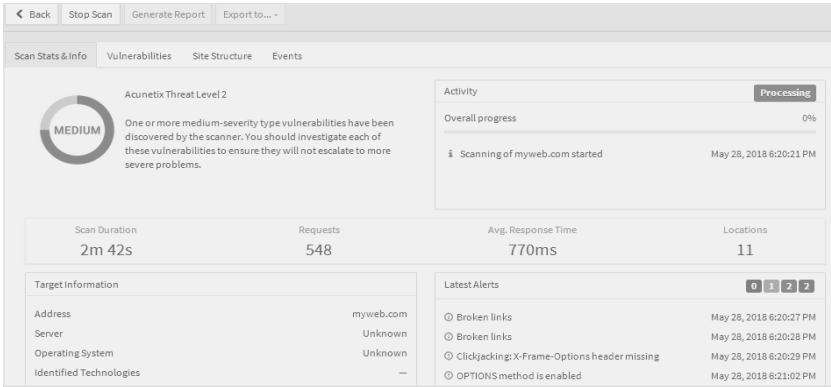 Back Stop Scan Generate Report Export to... -
Scan Stats & Info Vulnerabilities Site Structure Events
MEDIUM
Acunetix Threat Level 2
One or more medium-severity type vulnerabilities have been
discovered by the scanner. You should investigate each of
these vulnerabilities to ensure they will not escalate to more
severe problems.
Activity Processing
Overall progress 0%
Scanning of myweb.com started May 28, 2018 6:20:21 PM
Scan Duration Requests Avg. Response Time Locations
2m 42s 548 770ms 11
Target Information
Address myweb.com
Server Unknown
Operating System Unknown
Identified Technologies —
Latest Alerts 0 1 2 2
Broken links May 28, 2018 6:20:27 PM
Broken links May 28, 2018 6:20:28 PM
Clickjacking: X-Frame-Options header missing May 28, 2018 6:20:29 PM
OPTIONS method is enabled May 28, 2018 6:21:02 PM